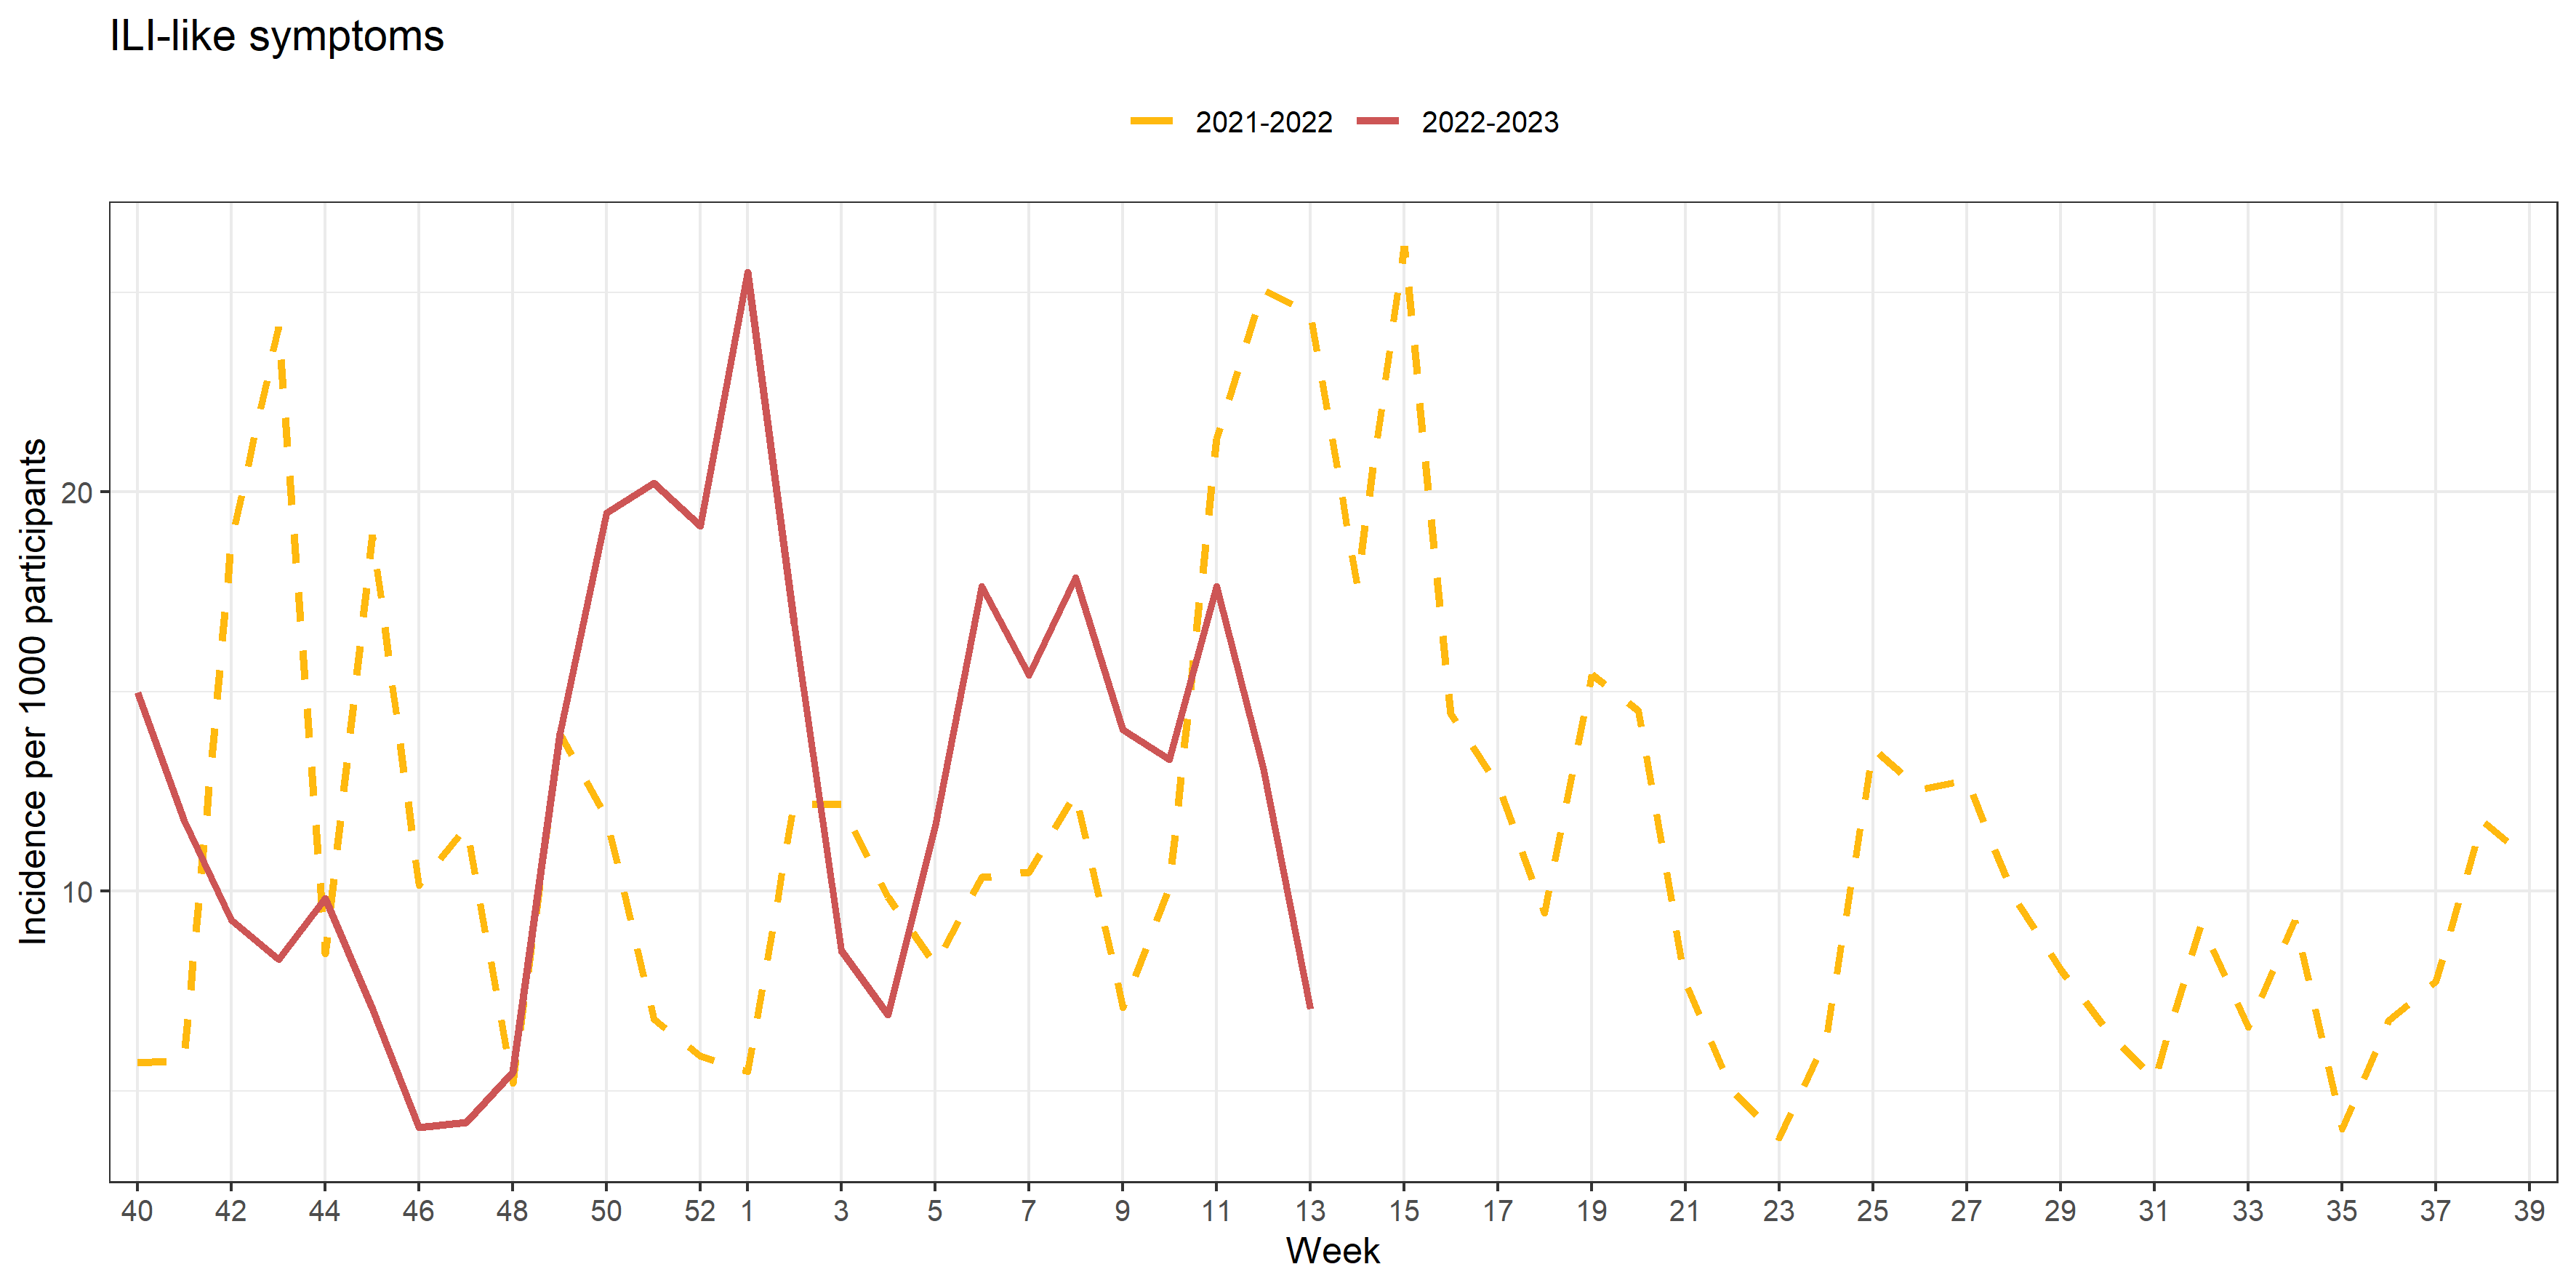 ILI-like symptoms
2021-2022 2022-2023
Incidence per 1000 participants
20
10
40 42 44 46 48 50 52 1 3 5 7 9 11 13 15 17 19 21 23 25 27 29 31 33 35 37 39
Week